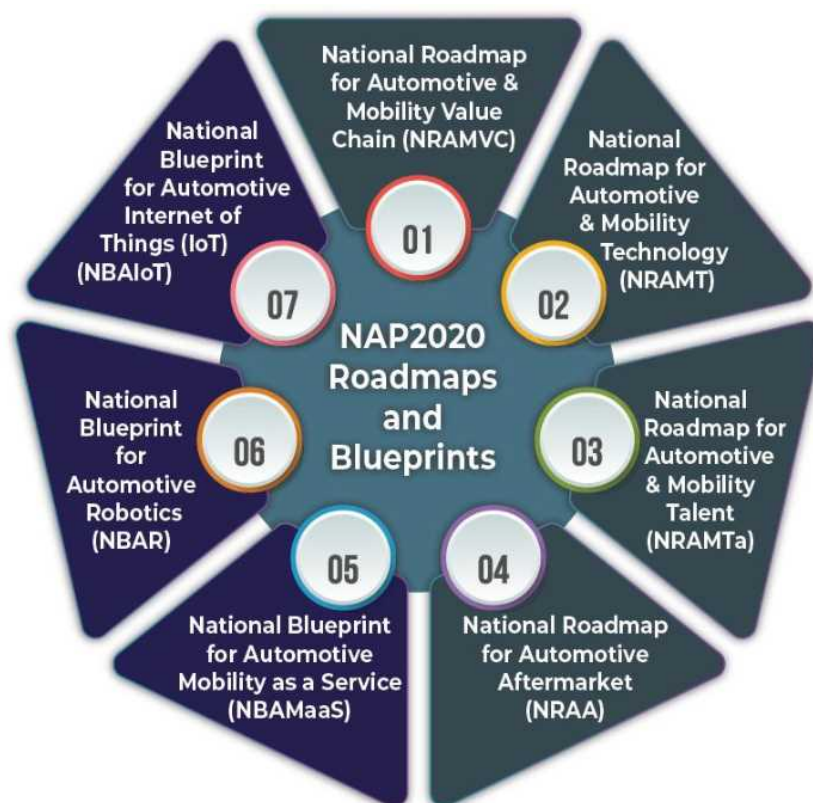 NAP2020
Roadmaps
and
Blueprints
01
National Roadmap
for Automotive &
Mobility Value
Chain (NRAMVC)
02
National
Roadmap for
Automotive
& Mobility
Technology
(NRAMT)
03
National
Roadmap for
Automotive
& Mobility
Talent
(NRAMTa)
04
National Roadmap
for Automotive
Aftermarket
(NRAA)
05
National Blueprint
for Automotive
Mobility as a Service
(NBAMaaS)
06
National
Blueprint
for
Automotive
Robotics
(NBAR)
07
National
Blueprint
for Automotive
Internet of
Things (IoT)
(NBAIoT)